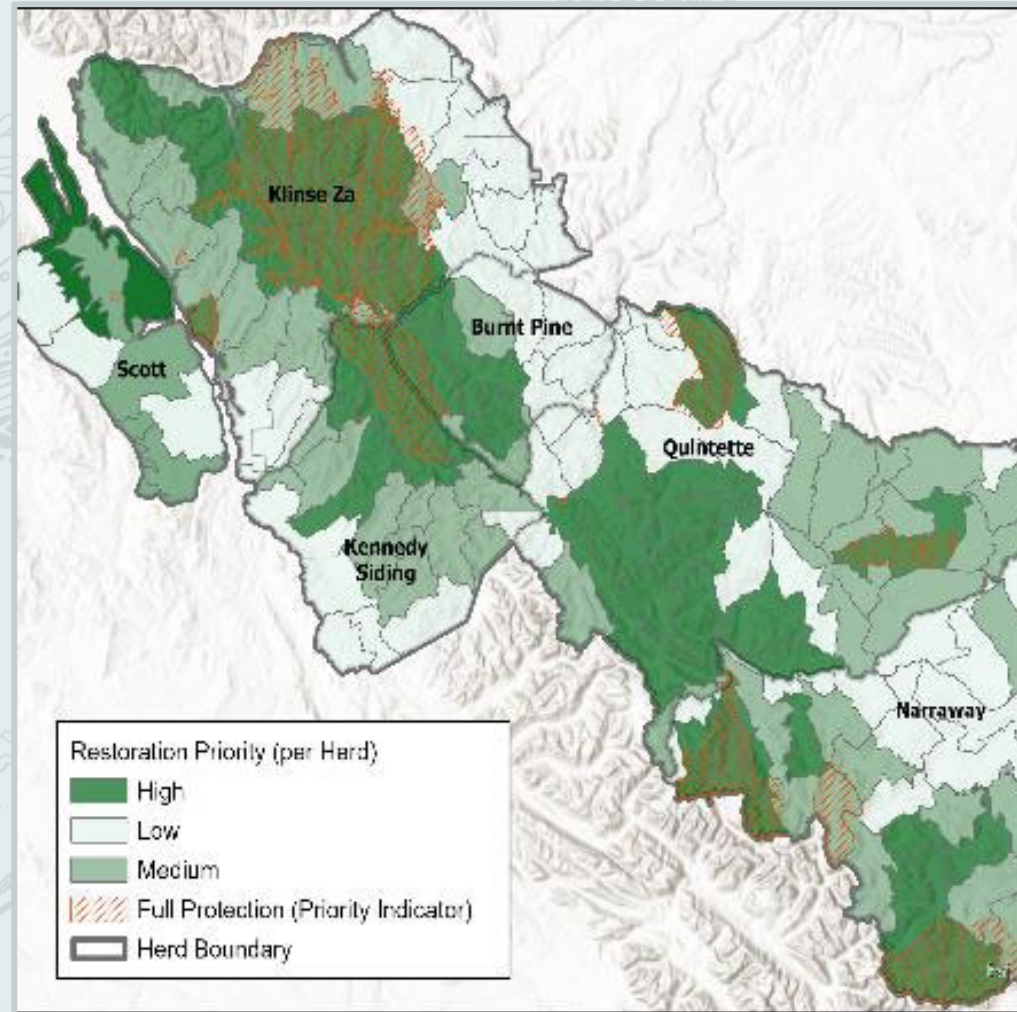 Klinse Za
Burnt Pine
Scott
Quintette
Kennedy
Siding
Narraway
Restoration Priority (per Herd)
High
Low
Medium
Full Protection (Priority Indicator)
Herd Boundary